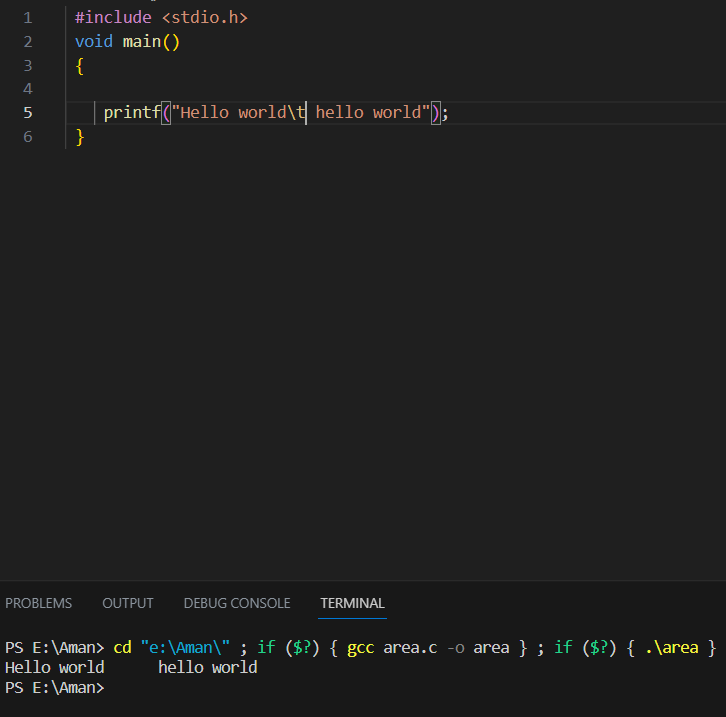 1 #include <stdio.h>
2 void main()
3 {
4
5 printf("Hello world\t hello world");
6 }
PROBLEMS OUTPUT DEBUG CONSOLE TERMINAL
PS E:\Aman> cd "e:\Aman\" ; if ($?) { gcc area.c -o area } ; if ($?) { .\area }
Hello world hello world
PS E:\Aman>